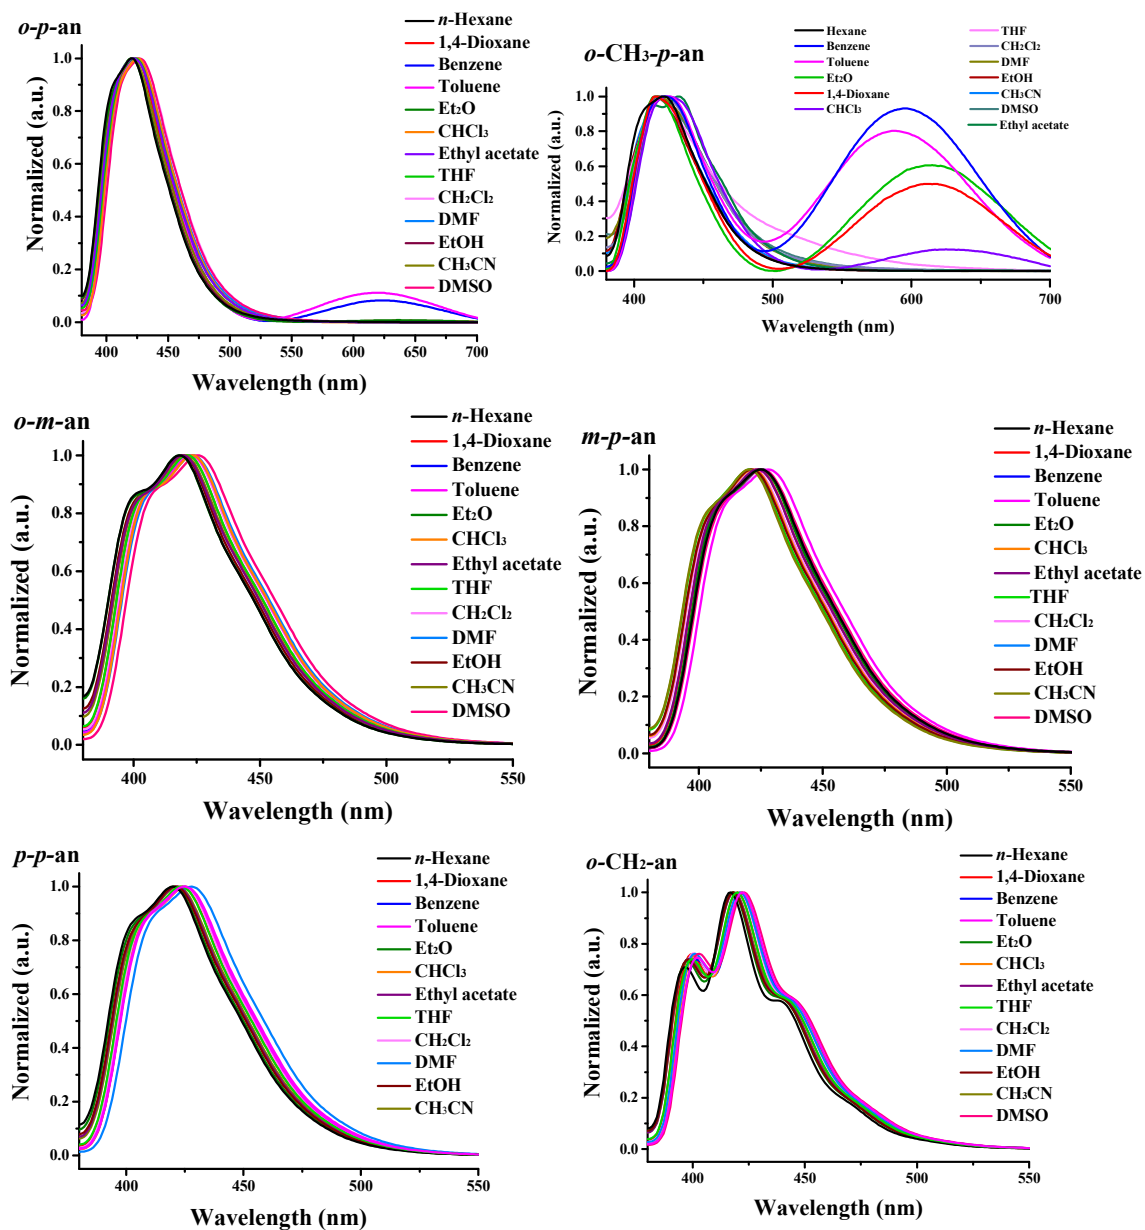 o-p-an
n-Hexane
1,4-Dioxane
Benzene
Toluene
Et₂O
CHCl₃
Ethyl acetate
THF
CH₂Cl₂
DMF
EtOH
CH₃CN
DMSO
Normalized (a.u.)
1.0
0.8
0.6
0.4
0.2
0.0
400 450 500 550 600 650 700
Wavelength (nm)
o-CH₃-p-an
Hexane
Benzene
Toluene
Et₂O
1,4-Dioxane
CHCl₃
THF
CH₂Cl₂
DMF
EtOH
CH₃CN
DMSO
Ethyl acetate
Normalized (a.u.)
1.0
0.8
0.6
0.4
0.2
0.0
400 500 600 700
Wavelength (nm)
o-m-an
n-Hexane
1,4-Dioxane
Benzene
Toluene
Et₂O
CHCl₃
Ethyl acetate
THF
CH₂Cl₂
DMF
EtOH
CH₃CN
DMSO
Normalized (a.u.)
1.0
0.8
0.6
0.4
0.2
0.0
400 450 500 550
Wavelength (nm)
m-p-an
n-Hexane
1,4-Dioxane
Benzene
Toluene
Et₂O
CHCl₃
Ethyl acetate
THF
CH₂Cl₂
DMF
EtOH
CH₃CN
DMSO
Normalized (a.u.)
1.0
0.8
0.6
0.4
0.2
0.0
400 450 500 550
Wavelength (nm)
p-p-an
n-Hexane
1,4-Dioxane
Benzene
Toluene
Et₂O
CHCl₃
Ethyl acetate
THF
CH₂Cl₂
DMF
EtOH
CH₃CN
Normalized (a.u.)
1.0
0.8
0.6
0.4
0.2
0.0
400 450 500 550
Wavelength (nm)
o-CH₂-an
n-Hexane
1,4-Dioxane
Benzene
Toluene
Et₂O
CHCl₃
Ethyl acetate
THF
CH₂Cl₂
DMF
EtOH
CH₃CN
DMSO
Normalized (a.u.)
1.0
0.8
0.6
0.4
0.2
0.0
400 450 500 550
Wavelength (nm)